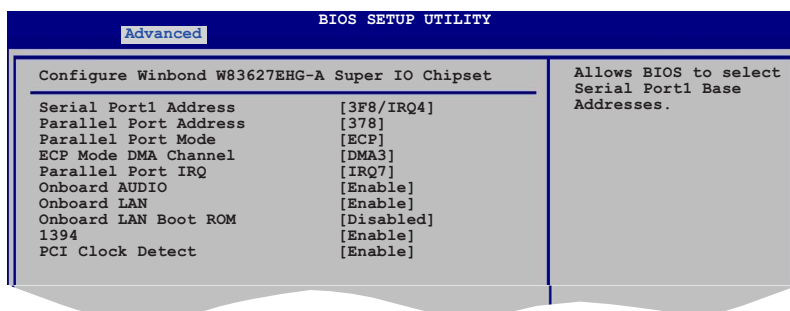 BIOS SETUP UTILITY
Advanced
Configure Winbond W83627EHG-A Super IO Chipset
Serial Port1 Address [3F8/IRQ4]
Parallel Port Address [378]
Parallel Port Mode [ECP]
ECP Mode DMA Channel [DMA3]
Parallel Port IRQ [IRQ7]
Onboard AUDIO [Enable]
Onboard LAN [Enable]
Onboard LAN Boot ROM [Disabled]
1394 [Enable]
PCI Clock Detect [Enable]
Allows BIOS to select
Serial Port1 Base
Addresses.